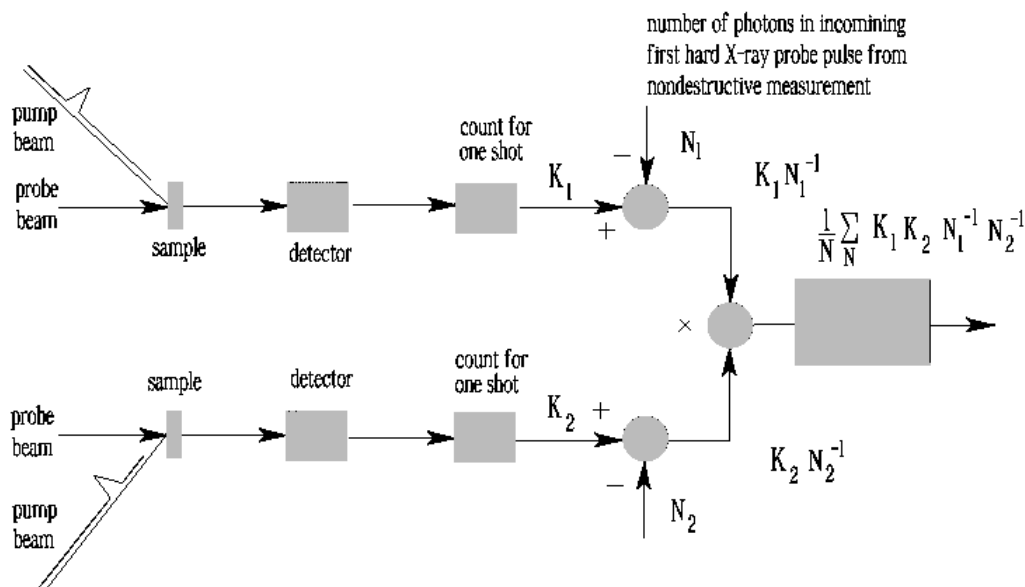 number of photons in incomining
first hard X-ray probe pulse from
nondestructive measurement
pump
beam
probe
beam
sample
detector
count for
one shot
K₁
+
−
N₁
K₁ N₁⁻¹
1/N ∑_N K₁ K₂ N₁⁻¹ N₂⁻¹
×
sample
detector
count for
one shot
probe
beam
K₂
+
−
N₂
K₂ N₂⁻¹
pump
beam